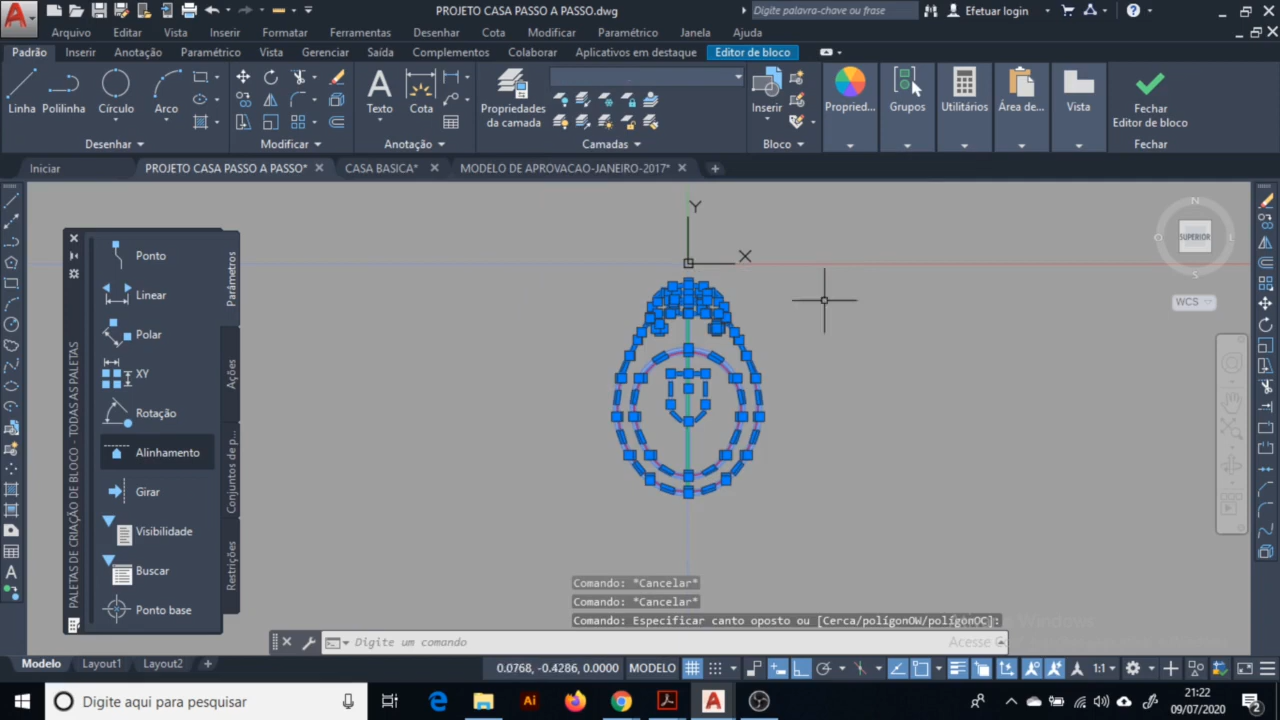 PROJETO CASA PASSO A PASSO.dwg
Digite palavra-chave ou frase
Efetuar login
Arquivo Editar Vista Inserir Formatar Ferramentas Desenhar Cota Modificar Paramétrico Janela Ajuda
Padrão Inserir Anotação Paramétrico Vista Gerenciar Saída Complementos Colaborar Aplicativos em destaque Editor de bloco
Linha Polilinha Círculo Arco
Texto Cota
Propriedades da camada
Inserir
Propried... Grupos Utilitários Área de... Vista
Fechar
Editor de bloco
Desenhar Modificar Anotação Camadas Bloco Fechar
Iniciar PROJETO CASA PASSO A PASSO* CASA BASICA* MODELO DE APROVACAO-JANEIRO-2017*
Y
X
N
O SUPERIOR L
S
WCS
PALETAS DE CRIAÇÃO DE BLOCO - TODAS AS PALETAS
Ponto
Linear
Polar
XY
Rotação
Alinhamento
Girar
Visibilidade
Buscar
Ponto base
Parâmetros
Ações
Conjuntos de p...
Restrições
Comando: *Cancelar*
Comando: *Cancelar*
Comando: Especificar canto oposto ou [Cerca/polígonOW/polígonOC]:
Digite um comando
Acesse
Modelo Layout1 Layout2 +
0.0768, -0.4286, 0.0000 MODELO 1:1
Digite aqui para pesquisar
21:22
09/07/2020
2